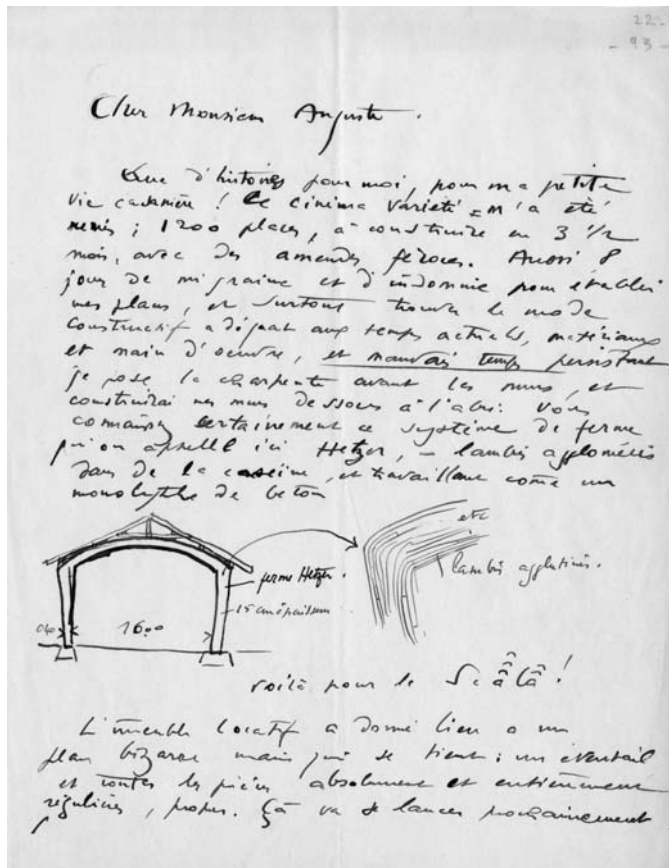 22-
- 93 -
Cher Monsieur Auguste.
Que d'histoires pour moi, pour ma petite
vie casanière ! Le cinéma variété m'a été
remis ; 1200 places, à construire en 3 1/2
mois, avec des amendes féroces. Aussi 8
jours de migraine et d'insomnie pour établir
mes plans, et surtout trouver le mode
constructif adéquat aux temps actuels, matériaux
et main d'oeuvre, et mauvais temps persistant
je pose la charpente avant les murs, et
construirai mes murs dessous à l'abri. Vous
connaissez certainement ce système de ferme
qu'on appelle ici Hetzer, – lambris agglomérés
dans de la caséine, et travaillant come un
monolythe de béton
etc
ferme Hetzer.
lambris agglutinés.
15 cm épaisseur
040
16.00
voilà pour le Scâlâ !
L'immeuble locatif a donné lieu a un
plan bizarre mais qui se tient : un éventail
et toutes les pièces absolument et entièrement
régulières, propres. Çà va se lancer prochainement